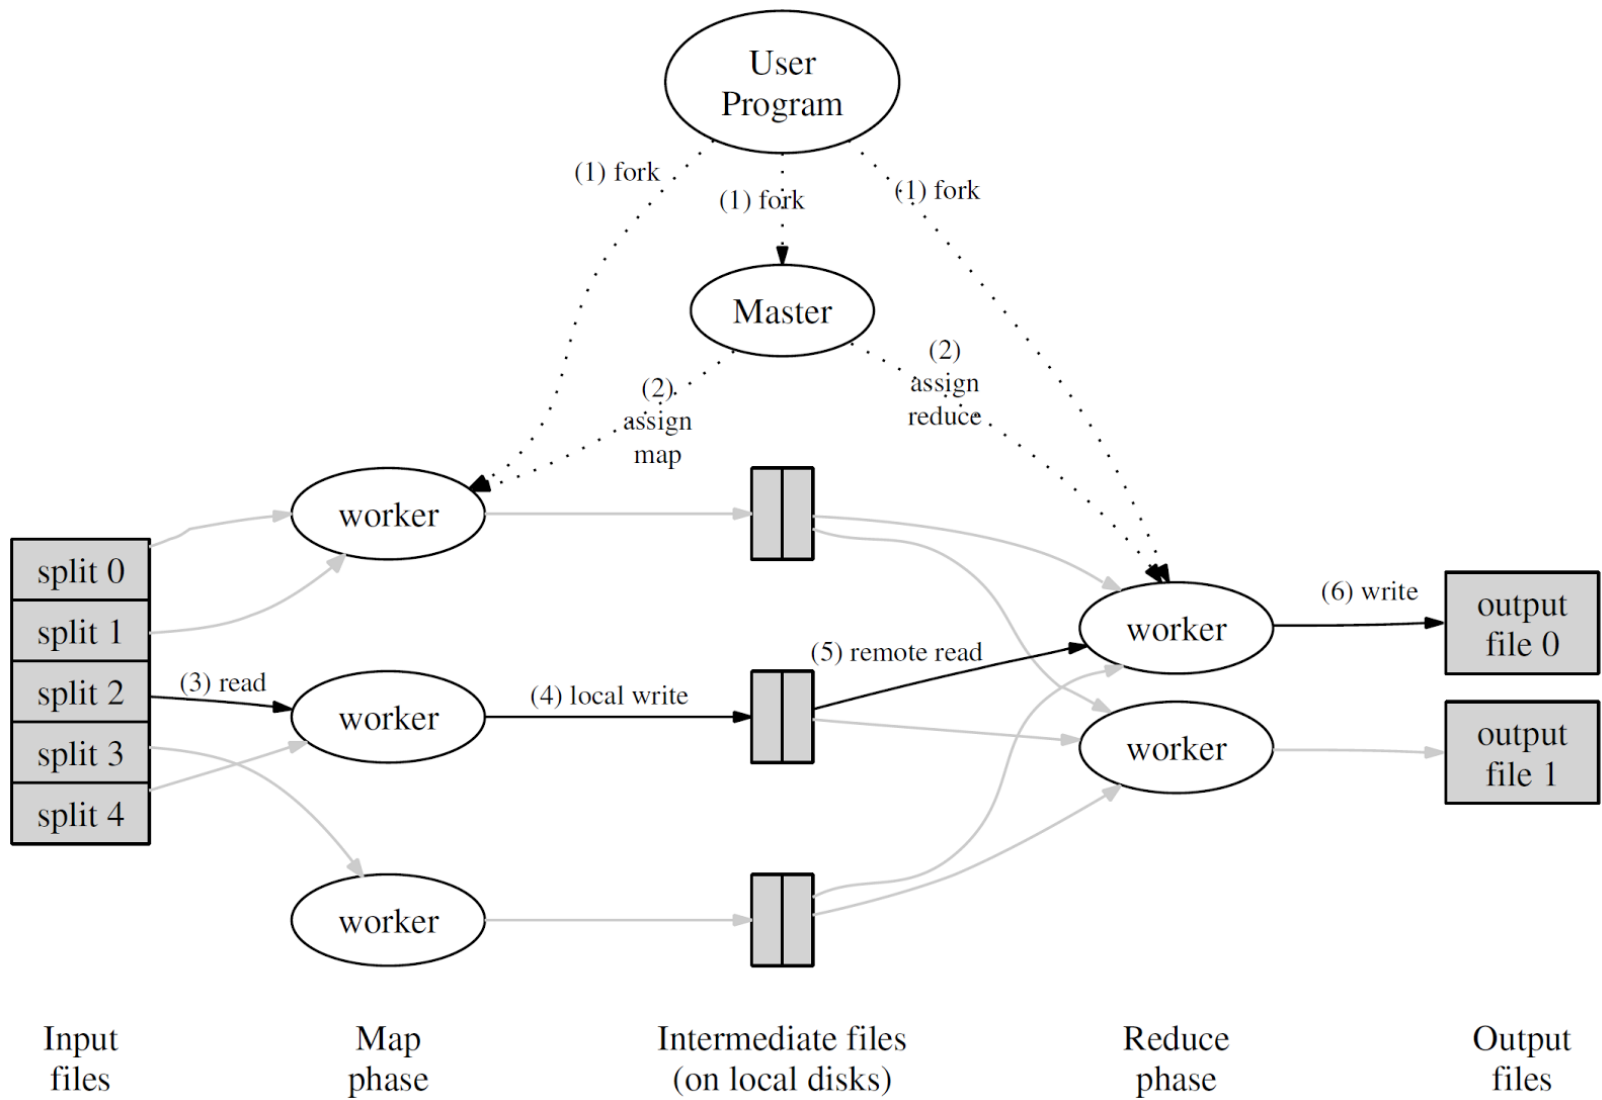 User
Program
(1) fork
(1) fork
(1) fork
Master
(2)
assign
map
(2)
assign
reduce
worker
split 0
split 1
split 2
split 3
split 4
(3) read
worker
(4) local write
worker
(5) remote read
worker
worker
(6) write
output
file 0
output
file 1
Input
files
Map
phase
Intermediate files
(on local disks)
Reduce
phase
Output
files